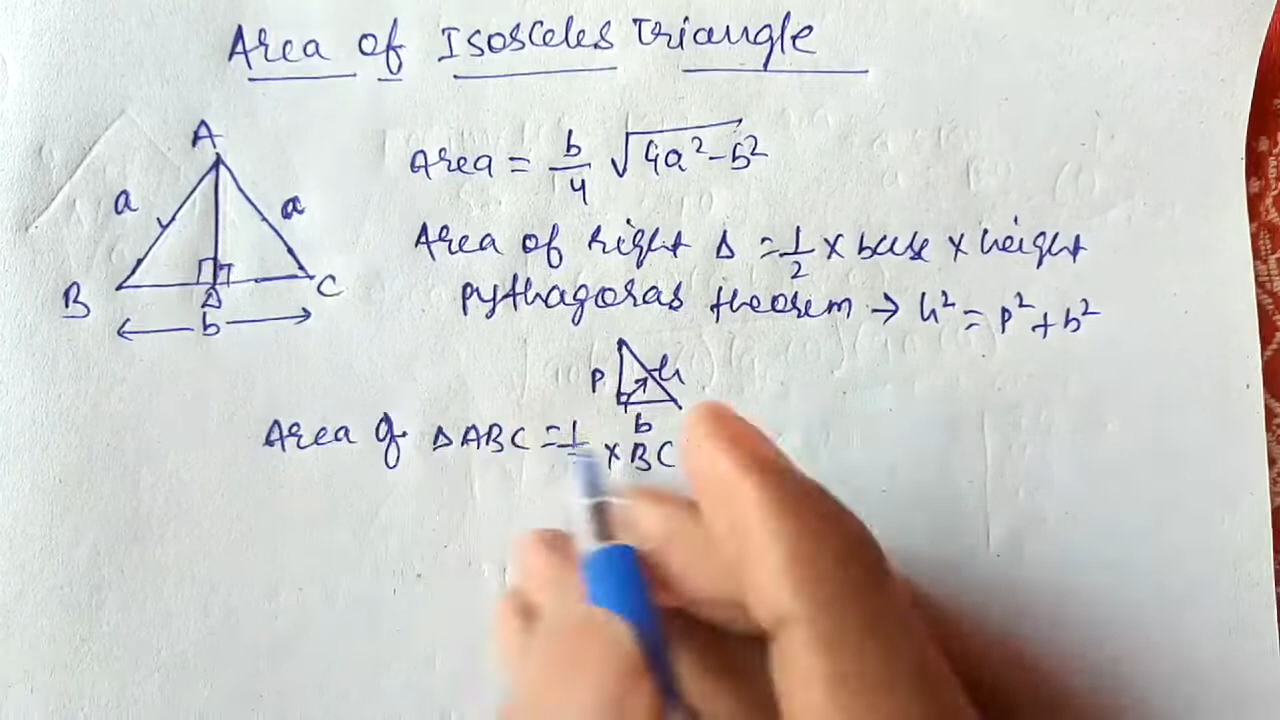 Area of Isosceles Triangle
A
a
a
B
D
C
b
Area = b/4 √4a²-b²
Area of right Δ = 1/2 × base × height
pythagoras theorem → h² = p² + b²
P
h
b
Area of ΔABC = 1/ × BC